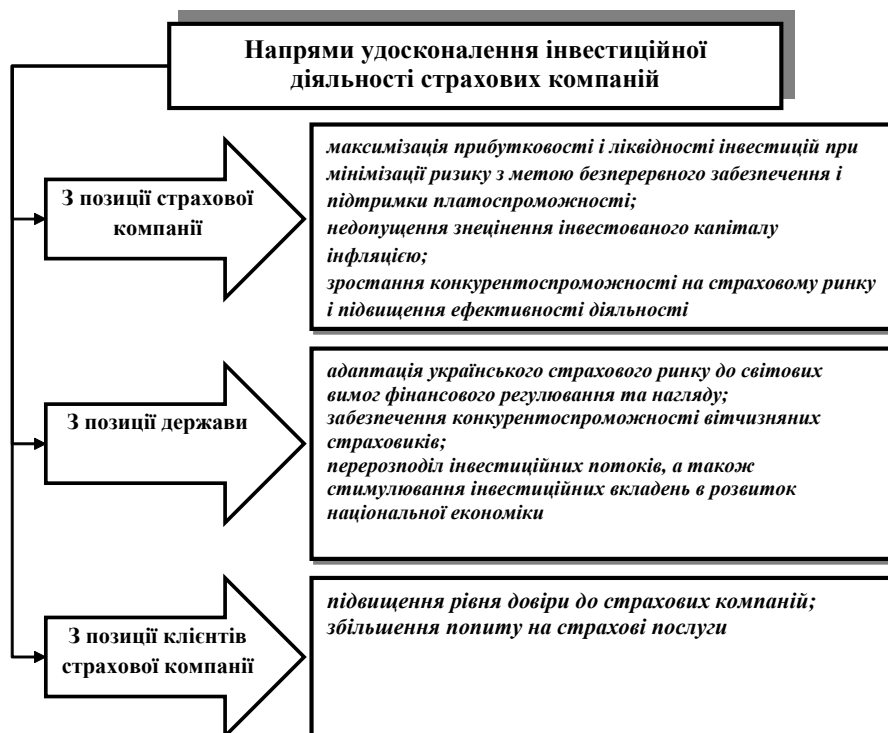 Напрями удосконалення інвестиційної
діяльності страхових компаній
З позиції страхової
компанії
максимізація прибутковості і ліквідності інвестицій при
мінімізації ризику з метою безперервного забезпечення і
підтримки платоспроможності;
недопущення знецінення інвестованого капіталу
інфляцією;
зростання конкурентоспроможності на страховому ринку
і підвищення ефективності діяльності
З позиції держави
адаптація українського страхового ринку до світових
вимог фінансового регулювання та нагляду;
забезпечення конкурентоспроможності вітчизняних
страховиків;
перерозподіл інвестиційних потоків, а також
стимулювання інвестиційних вкладень в розвиток
національної економіки
З позиції клієнтів
страхової компанії
підвищення рівня довіри до страхових компаній;
збільшення попиту на страхові послуги